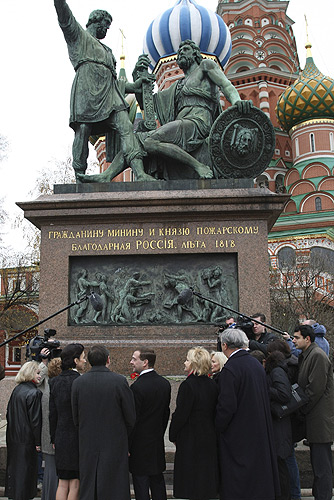 ГРАЖДАНИНУ МИНИНУ И КНЯЗЮ ПОЖАРСКОМУ
БЛАГОДАРНАЯ РОССІЯ. ЛѢТА 1818